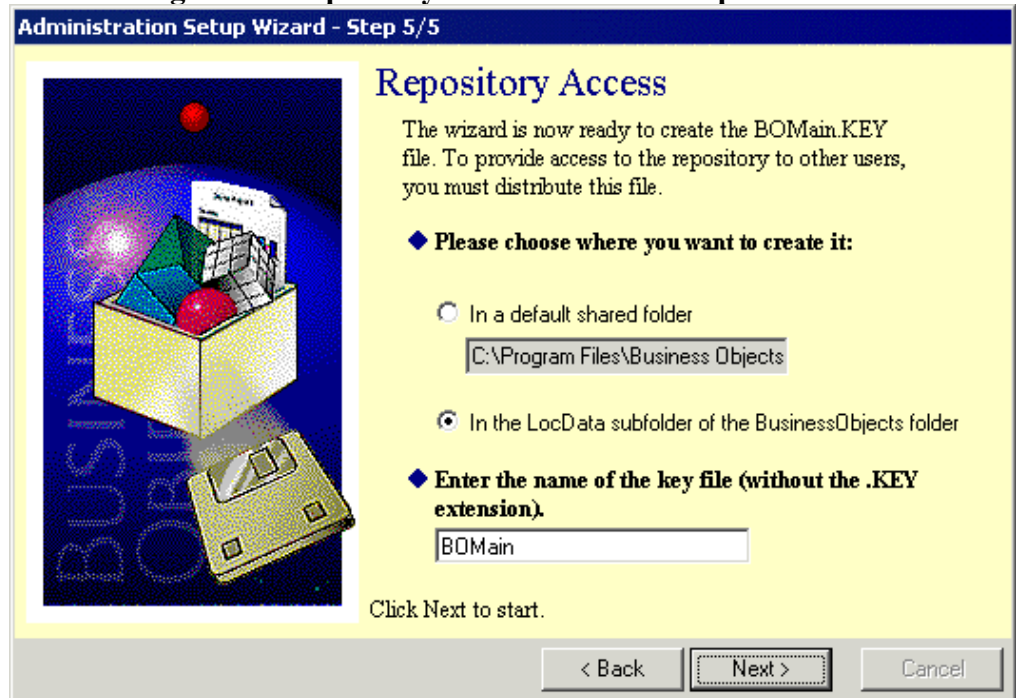 Administration Setup Wizard - Step 5/5
Repository Access
The wizard is now ready to create the BOMain.KEY
file. To provide access to the repository to other users,
you must distribute this file.
Please choose where you want to create it:
In a default shared folder
C:\Program Files\Business Objects
In the LocData subfolder of the BusinessObjects folder
Enter the name of the key file (without the .KEY
extension).
BOMain
Click Next to start.
< Back
Next >
Cancel
BUSINESS